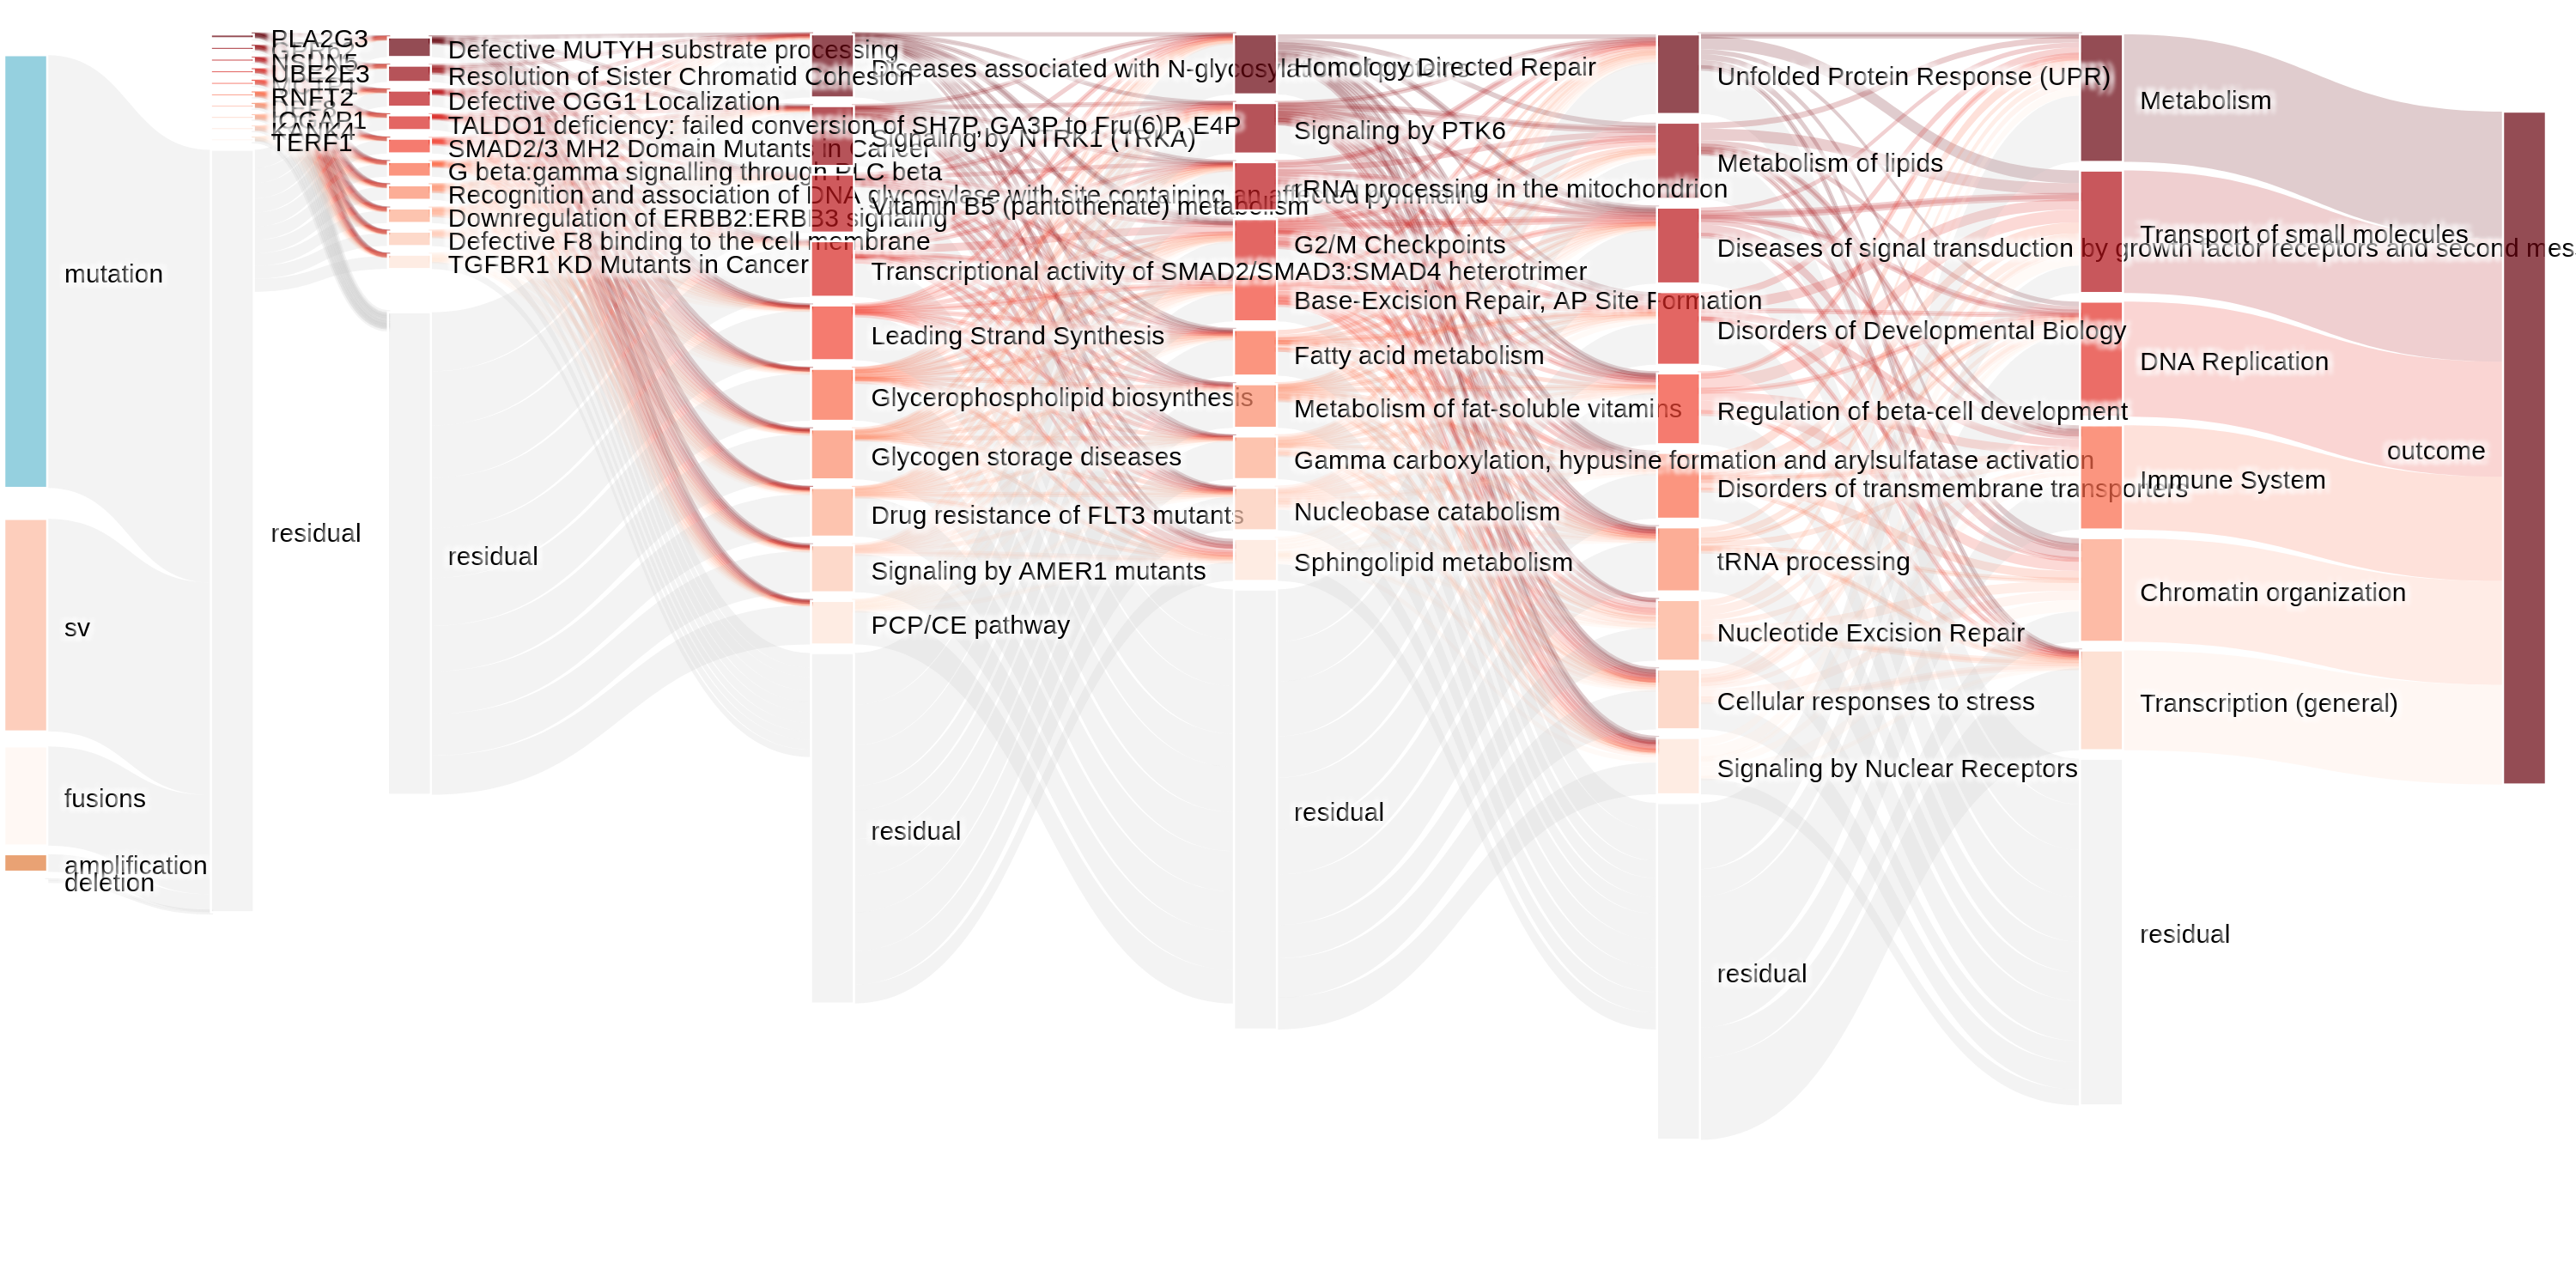 mutation
sv
fusions
amplification
deletion
PLA2G3
NSUN5
UBE2E3
RNFT2
IQGAP1
KANK4
TERF1
residual
Defective MUTYH substrate processing
Resolution of Sister Chromatid Cohesion
Defective OGG1 Localization
TALDO1 deficiency: failed conversion of SH7P, GA3P to Fru(6)P, E4P
SMAD2/3 MH2 Domain Mutants in Cancer
G beta:gamma signalling through PLC beta
Recognition and association of DNA glycosylase with site containing an affected pyrimidine
Downregulation of ERBB2:ERBB3 signaling
Defective F8 binding to the cell membrane
TGFBR1 KD Mutants in Cancer
residual
Diseases associated with N-glycosylation of proteins
Signaling by NTRK1 (TRKA)
Vitamin B5 (pantothenate) metabolism
Transcriptional activity of SMAD2/SMAD3:SMAD4 heterotrimer
Leading Strand Synthesis
Glycerophospholipid biosynthesis
Glycogen storage diseases
Drug resistance of FLT3 mutants
Signaling by AMER1 mutants
PCP/CE pathway
residual
Homology Directed Repair
Signaling by PTK6
rRNA processing in the mitochondrion
G2/M Checkpoints
Base-Excision Repair, AP Site Formation
Fatty acid metabolism
Metabolism of fat-soluble vitamins
Gamma carboxylation, hypusine formation and arylsulfatase activation
Nucleobase catabolism
Sphingolipid metabolism
residual
Unfolded Protein Response (UPR)
Metabolism of lipids
Diseases of signal transduction by growth factor receptors and second mes
Disorders of Developmental Biology
Regulation of beta-cell development
Disorders of transmembrane transporters
tRNA processing
Nucleotide Excision Repair
Cellular responses to stress
Signaling by Nuclear Receptors
residual
Metabolism
Transport of small molecules
DNA Replication
Immune System
Chromatin organization
Transcription (general)
residual
outcome